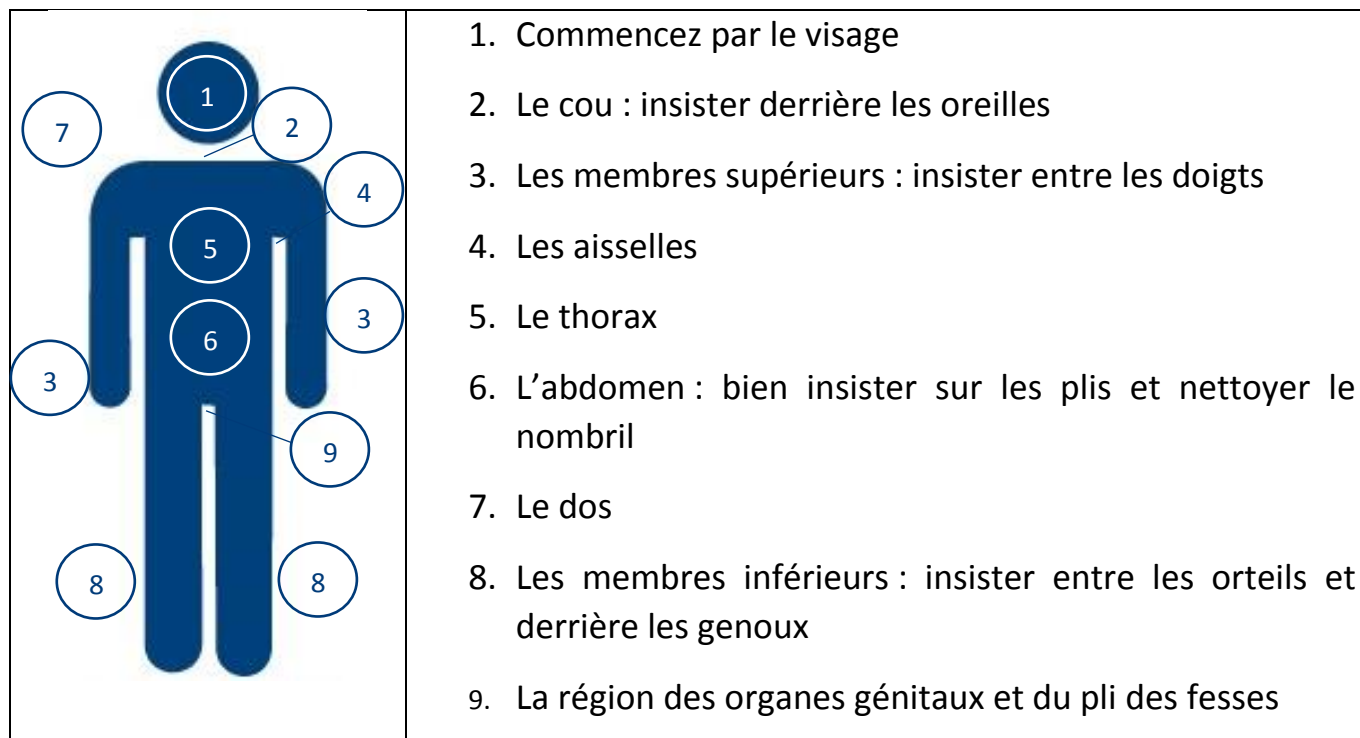 1
7
2
4
5
3
6
3
9
8
8
1. Commencez par le visage
2. Le cou : insister derrière les oreilles
3. Les membres supérieurs : insister entre les doigts
4. Les aisselles
5. Le thorax
6. L’abdomen : bien insister sur les plis et nettoyer le
nombril
7. Le dos
8. Les membres inférieurs : insister entre les orteils et
derrière les genoux
9. La région des organes génitaux et du pli des fesses